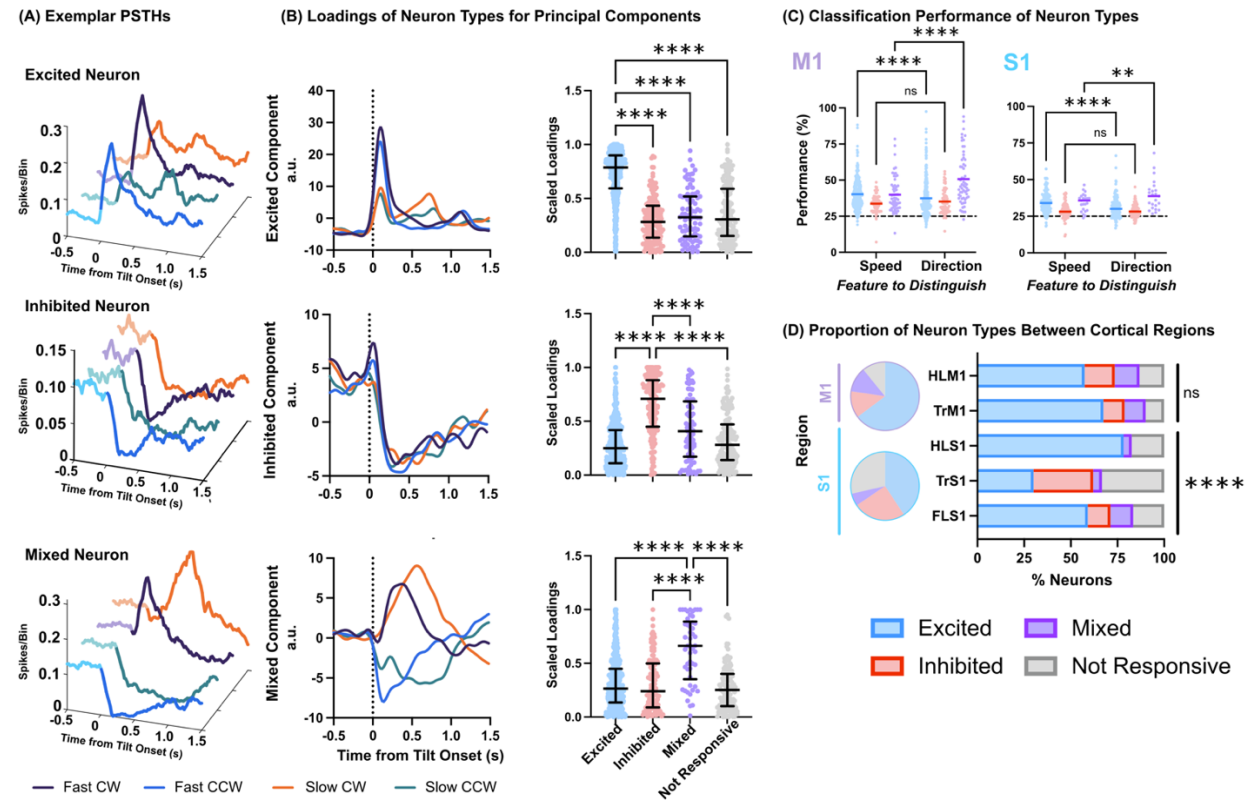 (A) Exemplar PSTHs
Excited Neuron
Spikes/Bin
0.3
0.2
0.1
0
-0.5
0
0.5
1.5
Time from Tilt Onset (s)
Inhibited Neuron
Spikes/Bin
0.15
0.10
0.05
0
-0.5
0
0.5
1.5
Time from Tilt Onset (s)
Mixed Neuron
Spikes/Bin
0.3
0.2
0.1
0
-0.5
0
0.5
1.5
Time from Tilt Onset (s)
(B) Loadings of Neuron Types for Principal Components
Excited Component
a.u.
40
30
20
10
0
-10
-0.5 0 0.5 1.0 1.5
Scaled Loadings
1.5
1.0
0.5
0.0
****
****
****
Inhibited Component
a.u.
10
5
0
-5
-0.5 0 0.5 1.0 1.5
Scaled Loadings
1.5
1.0
0.5
0.0
****
**** ****
Mixed Component
a.u.
10
5
0
-5
-10
-0.5 0 0.5 1.0 1.5
Time from Tilt Onset (s)
Scaled Loadings
1.5
1.0
0.5
0.0
**** ****
****
Excited
Inhibited
Mixed
Not Responsive
Fast CW Fast CCW Slow CW Slow CCW
(C) Classification Performance of Neuron Types
M1
****
****
ns
Performance (%)
100
75
50
25
0
Speed Direction
Feature to Distinguish
S1
**
****
ns
100
75
50
25
0
Speed Direction
Feature to Distinguish
(D) Proportion of Neuron Types Between Cortical Regions
Region
M1
S1
HLM1
TrM1
HLS1
TrS1
FLS1
ns
****
0 25 50 75 100
% Neurons
Excited Mixed
Inhibited Not Responsive